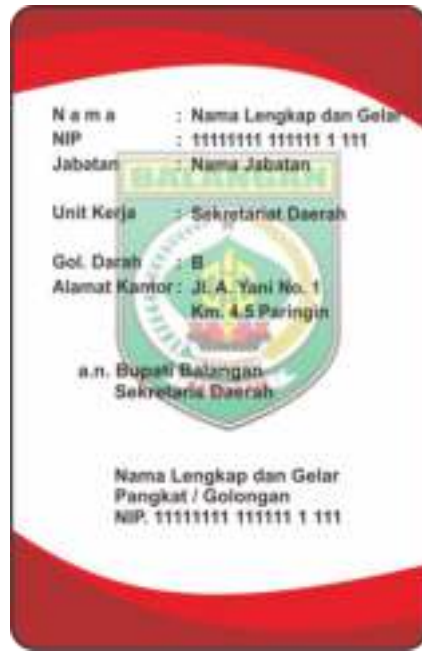 N a m a : Nama Lengkap dan Gelar
NIP : 11111111 111111 1 111
Jabatan : Nama Jabatan
BALANGAN
Unit Kerja : Sekretariat Daerah
Gol. Darah : B
Alamat Kantor : Jl. A. Yani No. 1
Km. 4.5 Paringin
a.n. Bupati Balangan
Sekretaris Daerah
Nama Lengkap dan Gelar
Pangkat / Golongan
NIP. 11111111 111111 1 111